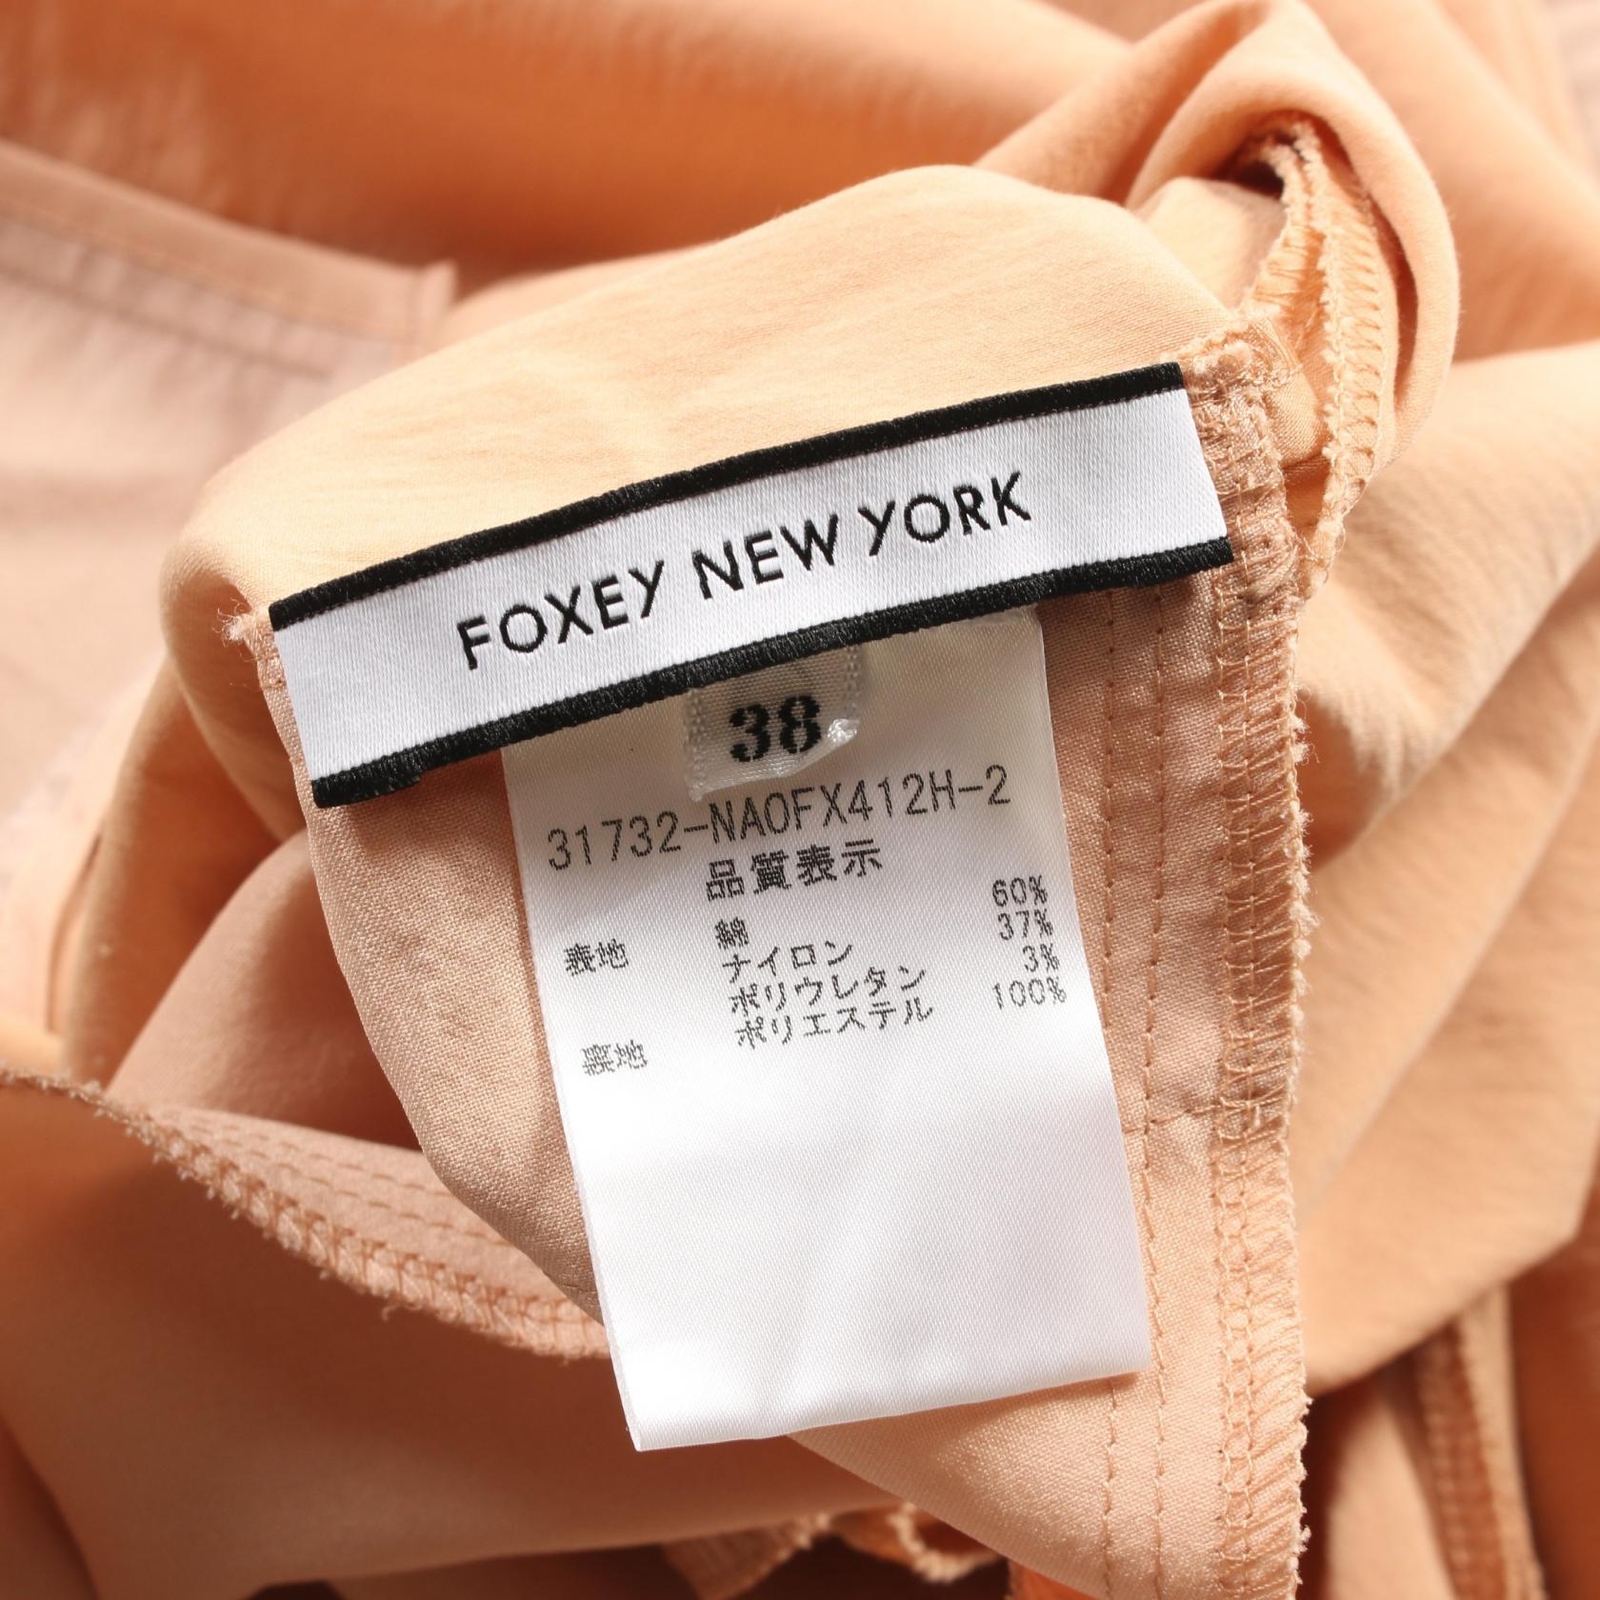 FOXEY NEW YORK
38
31732-NAOFX412H-2
品質表示
表地 綿 60%
ナイロン 37%
ポリウレタン 3%
裏地 ポリエステル 100%